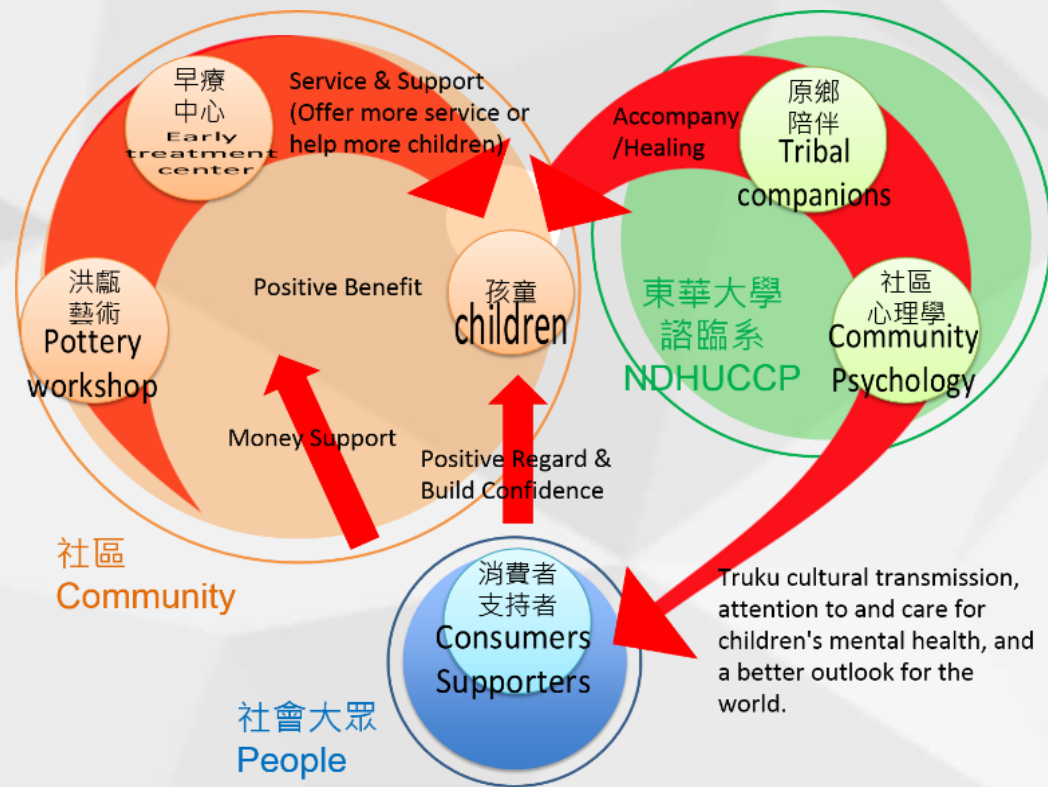 早療
中心
Early
treatment
center
Service & Support
(Offer more service or
help more children)
洪甗
藝術
Pottery
workshop
Positive Benefit
孩童
children
Money Support
Positive Regard &
Build Confidence
社區
Community
Accompany
/Healing
原鄉
陪伴
Tribal
companions
東華大學
諮臨系
NDHUCCP
社區
心理學
Community
Psychology
消費者
支持者
Consumers
Supporters
社會大眾
People
Truku cultural transmission,
attention to and care for
children's mental health, and
a better outlook for the
world.